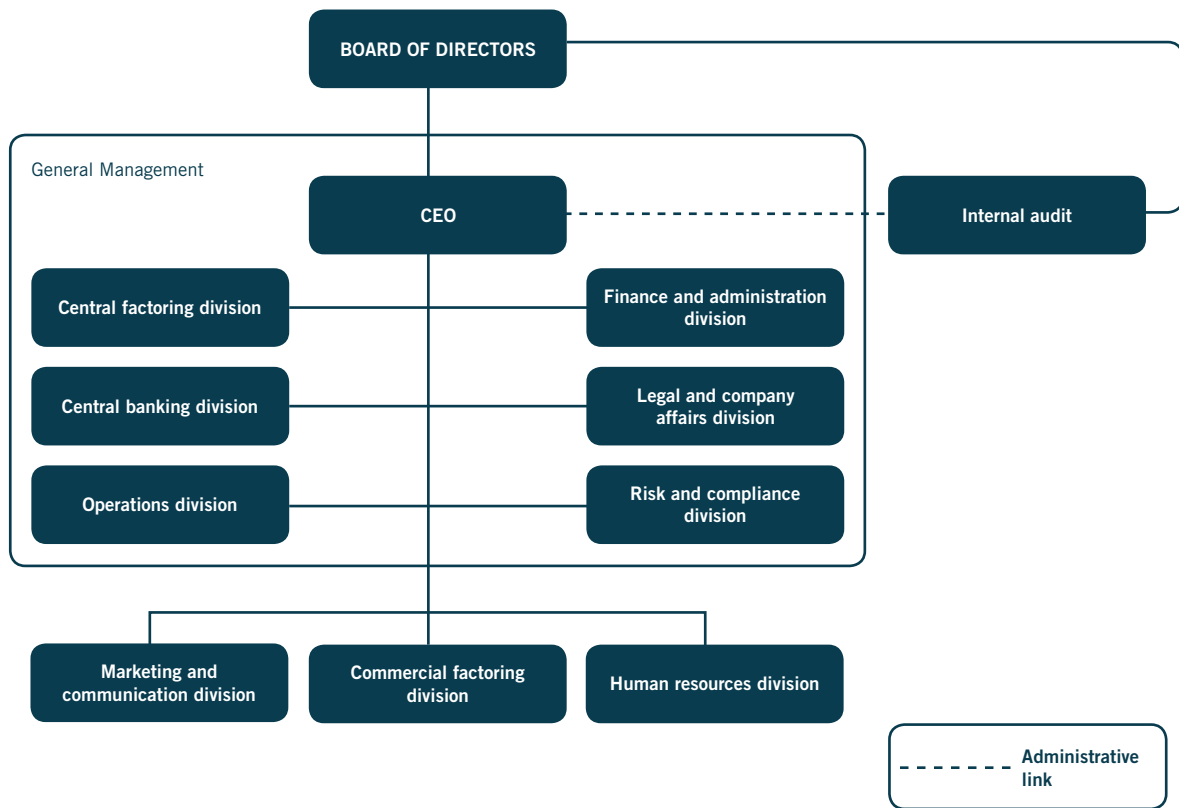 BOARD OF DIRECTORS
General Management
CEO
Internal audit
Central factoring division
Finance and administration
division
Central banking division
Legal and company
affairs division
Operations division
Risk and compliance
division
Marketing and
communication division
Commercial factoring
division
Human resources division
Administrative
link